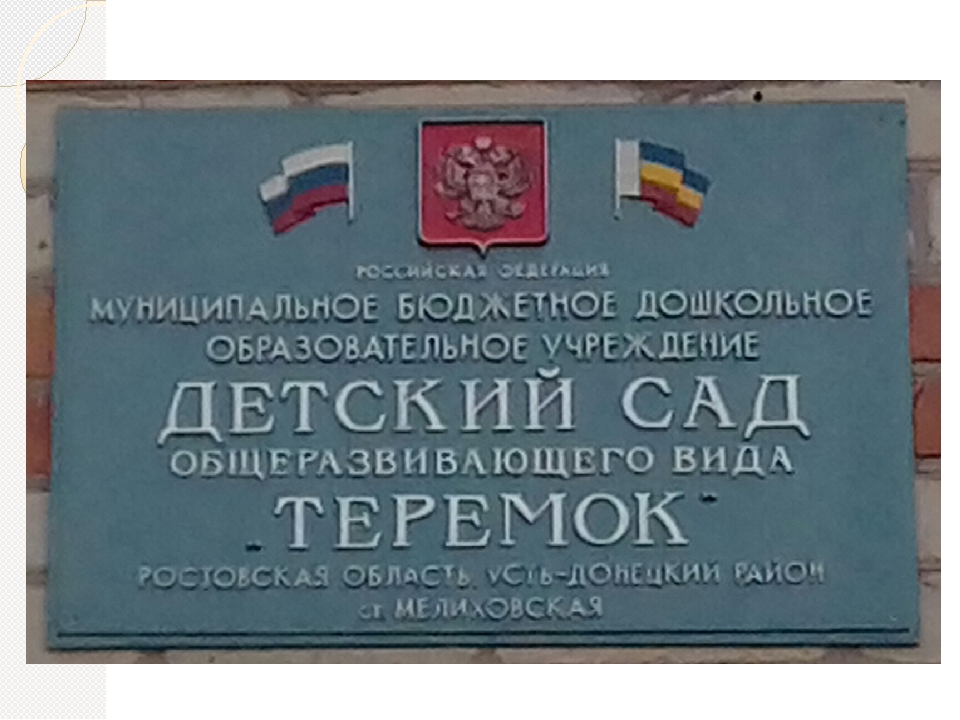 РОССИЙСКАЯ ФЕДЕРАЦИЯ
МУНИЦИПАЛЬНОЕ БЮДЖЕТНОЕ ДОШКОЛЬНОЕ
ОБРАЗОВАТЕЛЬНОЕ УЧРЕЖДЕНИЕ
ДЕТСКИЙ САД
ОБЩЕРАЗВИВАЮЩЕГО ВИДА
„ТЕРЕМОК“
РОСТОВСКАЯ ОБЛАСТЬ, УСТЬ-ДОНЕЦКИЙ РАЙОН
ст. МЕЛИХОВСКАЯ